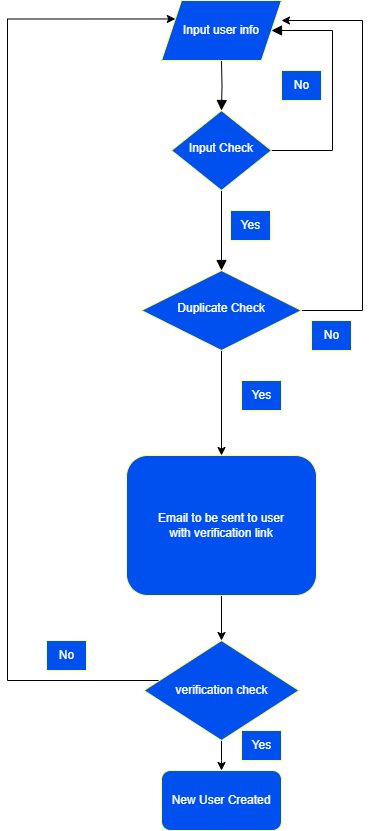 Input user info
No
Input Check
Yes
Duplicate Check
No
Yes
Email to be sent to user
with verification link
No
verification check
Yes
New User Created